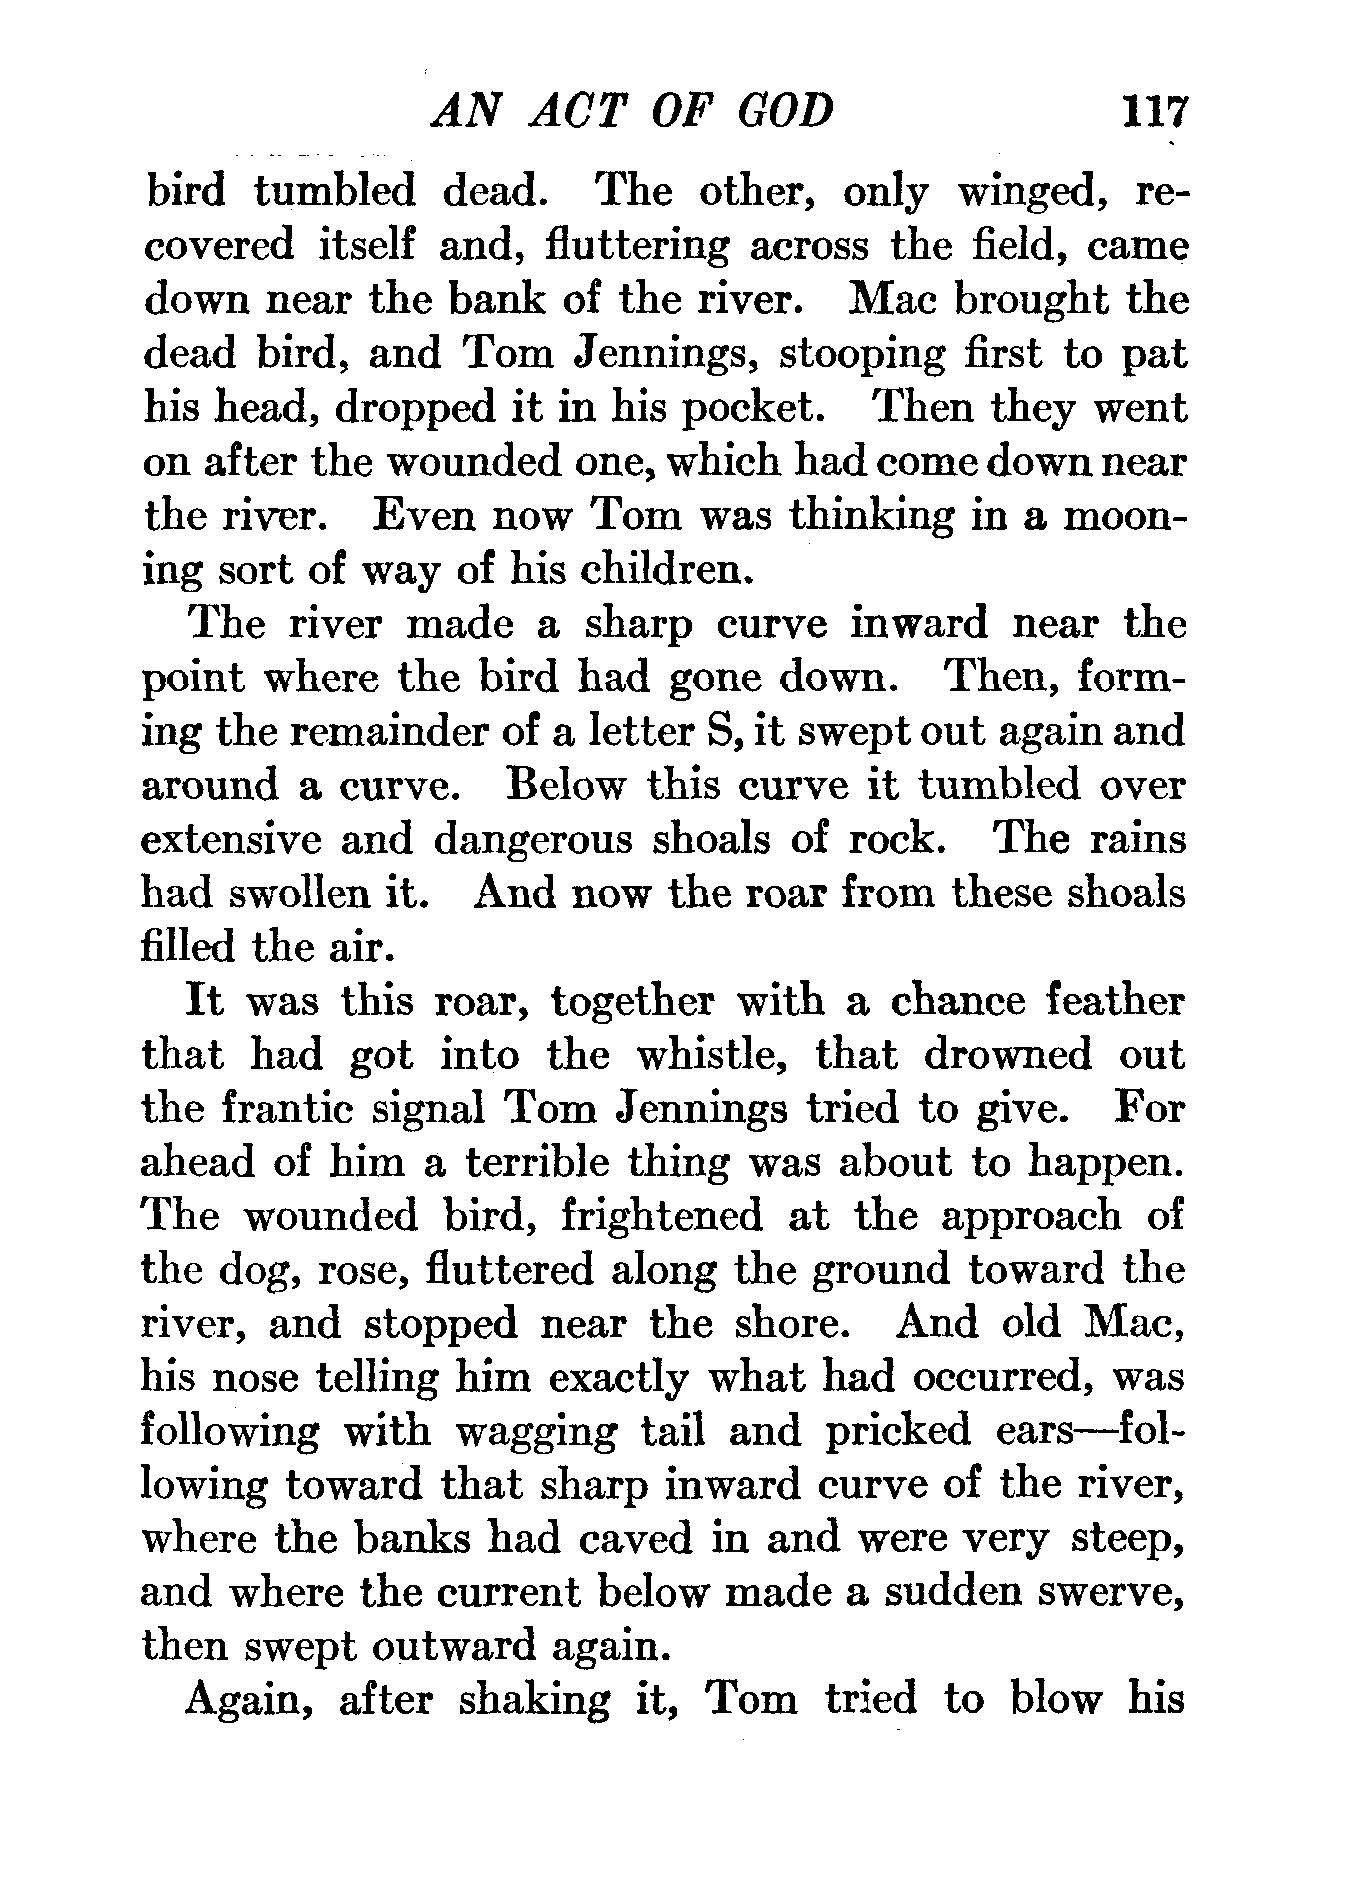 AN ACT OF GOD 117
bird tumbled dead. The other, only winged, re-
covered itself and, fluttering across the field, came
down near the bank of the river. Mac brought the
dead bird, and Tom Jennings, stooping first to pat
his head, dropped it in his pocket. Then they went
on after the wounded one, which had come down near
the river. Even now Tom was thinking in a moon-
ing sort of way of his children.
The river made a sharp curve inward near the
point where the bird had gone down. Then, form-
ing the remainder of a letter S, it swept out again and
around a curve. Below this curve it tumbled over
extensive and dangerous shoals of rock. The rains
had swollen it. And now the roar from these shoals
filled the air.
It was this roar, together with a chance feather
that had got into the whistle, that drowned out
the frantic signal Tom Jennings tried to give. For
ahead of him a terrible thing was about to happen.
The wounded bird, frightened at the approach of
the dog, rose, fluttered along the ground toward the
river, and stopped near the shore. And old Mac,
his nose telling him exactly what had occurred, was
following with wagging tail and pricked ears—fol-
lowing toward that sharp inward curve of the river,
where the banks had caved in and were very steep,
and where the current below made a sudden swerve,
then swept outward again.
Again, after shaking it, Tom tried to blow his